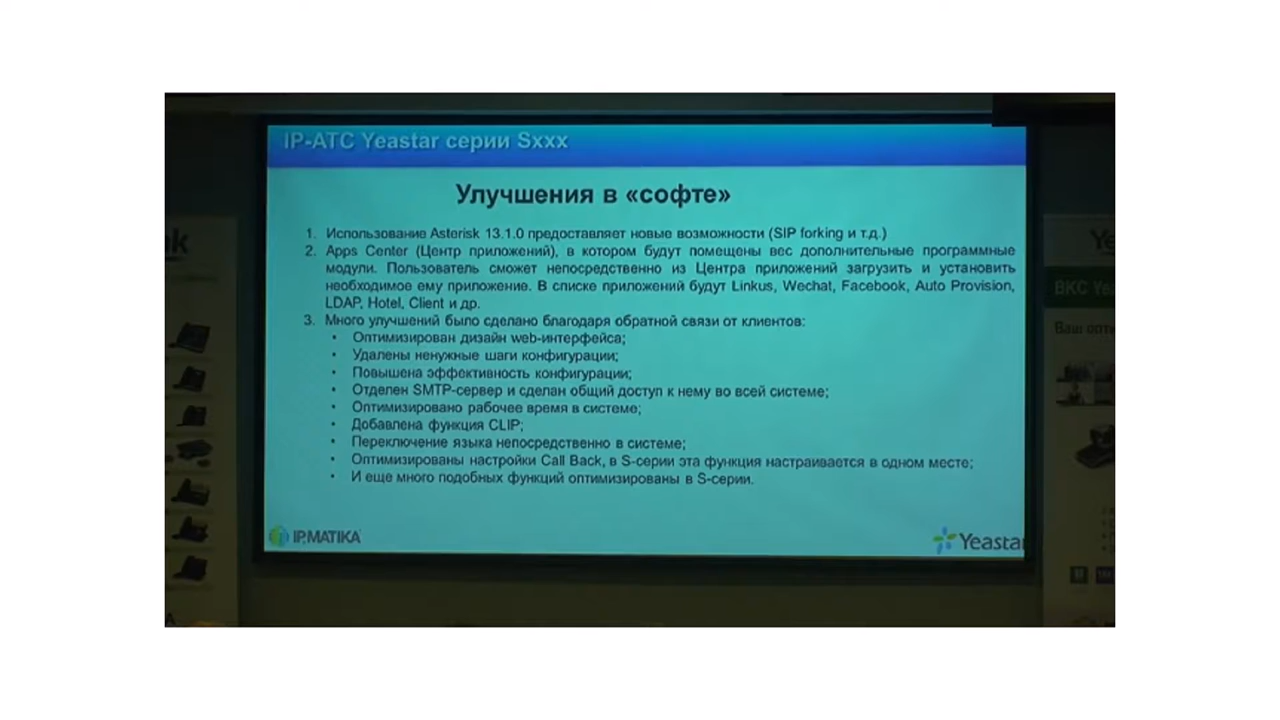 IP-АТС Yeastar серии Sxxx
Улучшения в «софте»
1. Использование Asterisk 13.1.0 предоставляет новые возможности (SIP forking и т.д.)
2. Apps Center (Центр приложений), в котором будут помещены вес дополнительные программные
модули. Пользователь сможет непосредственно из Центра приложений загрузить и установить
необходимое ему приложение. В списке приложений будут Linkus, Wechat, Facebook, Auto Provision,
LDAP, Hotel, Client и др.
3. Много улучшений было сделано благодаря обратной связи от клиентов:
• Оптимизирован дизайн web-интерфейса;
• Удалены ненужные шаги конфигурации;
• Повышена эффективность конфигурации;
• Отделен SMTP-сервер и сделан общий доступ к нему во всей системе;
• Оптимизировано рабочее время в системе;
• Добавлена функция CLIP;
• Переключение языка непосредственно в системе;
• Оптимизированы настройки Call Back, в S-серии эта функция настраивается в одном месте;
• И еще много подобных функций оптимизированы в S-серии.
IP.MATIKA
Yeastar
nk
Ye
ВКС Yea
Ваш опти